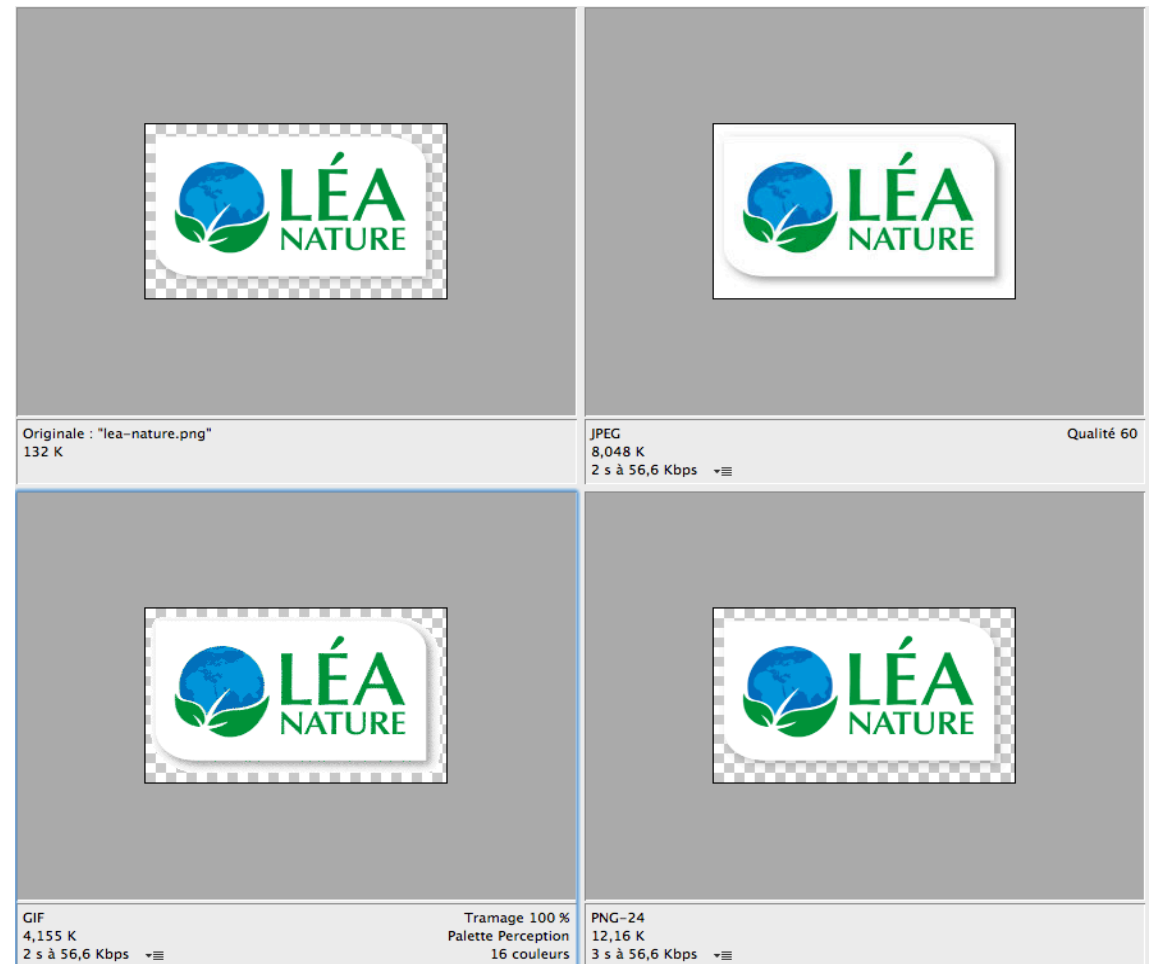 LÉA
NATURE
LÉA
NATURE
Originale : "lea-nature.png"
132 K
JPEG
Qualité 60
8,048 K
2 s à 56,6 Kbps
LÉA
NATURE
LÉA
NATURE
GIF
Tramage 100 %
4,155 K
Palette Perception
2 s à 56,6 Kbps
16 couleurs
PNG-24
12,16 K
3 s à 56,6 Kbps